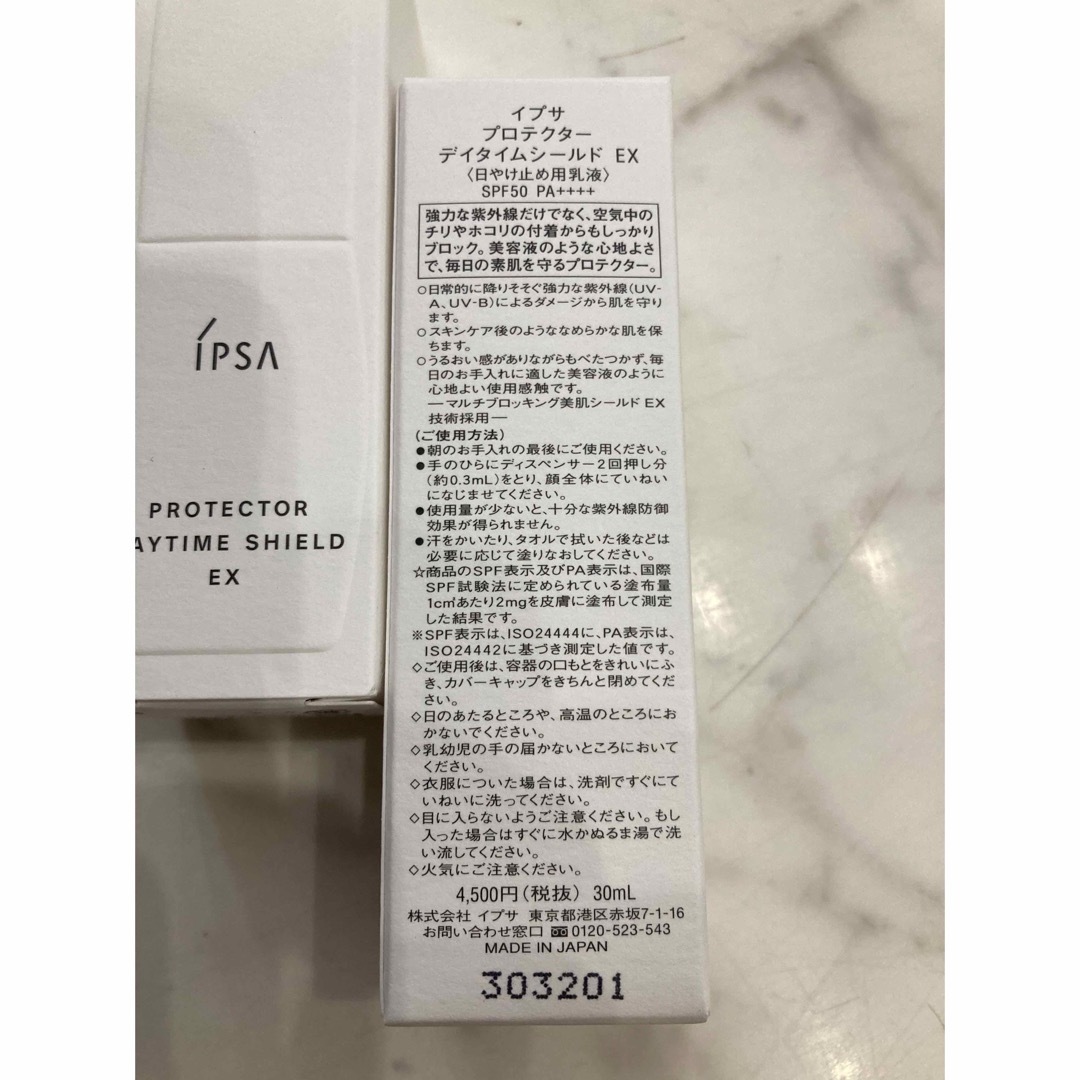 ÍPSA
PROTECTOR
AYTIME SHIELD
EX
イプサ
プロテクター
デイタイムシールド EX
〈日やけ止め用乳液〉
SPF50 PA++++
強力な紫外線だけでなく、空気中の
チリやホコリの付着からもしっかり
ブロック。美容液のような心地よさ
で、毎日の素肌を守るプロテクター。
○日常的に降りそそぐ強力な紫外線(UV-
A、UV-B)によるダメージから肌を守り
ます。
○スキンケア後のようななめらかな肌を保
ちます。
○うるおい感がありながらもべたつかず、毎
日のお手入れに適した美容液のように
心地よい使用感触です。
―マルチブロッキング美肌シールド EX
技術採用―
(ご使用方法)
●朝のお手入れの最後にご使用ください。
●手のひらにディスペンサー2回押し分
(約0.3mL)をとり、顔全体にていねい
になじませてください。
●使用量が少ないと、十分な紫外線防御
効果が得られません。
●汗をかいたり、タオルで拭いた後などは
必要に応じて塗りなおしてください。
☆商品のSPF表示及びPA表示は、国際
SPF試験法に定められている塗布量
1c㎡あたり2mgを皮膚に塗布して測定
した結果です。
※SPF表示は、ISO24444に、PA表示は、
ISO24442に基づき測定した値です。
◇ご使用後は、容器の口もとをきれいにふ
き、カバーキャップをきちんと閉めてくだ
さい。
◇日のあたるところや、高温のところにお
かないでください。
◇乳幼児の手の届かないところにおいて
ください。
◇衣服についた場合は、洗剤ですぐにて
いねいに洗ってください。
◇目に入らないようご注意ください。もし
入った場合はすぐに水かぬるま湯で洗
い流してください。
◇火気にご注意ください。
4,500円(税抜) 30mL
株式会社 イプサ 東京都港区赤坂7-1-16
お問い合わせ窓口 0120-523-543
MADE IN JAPAN
303201